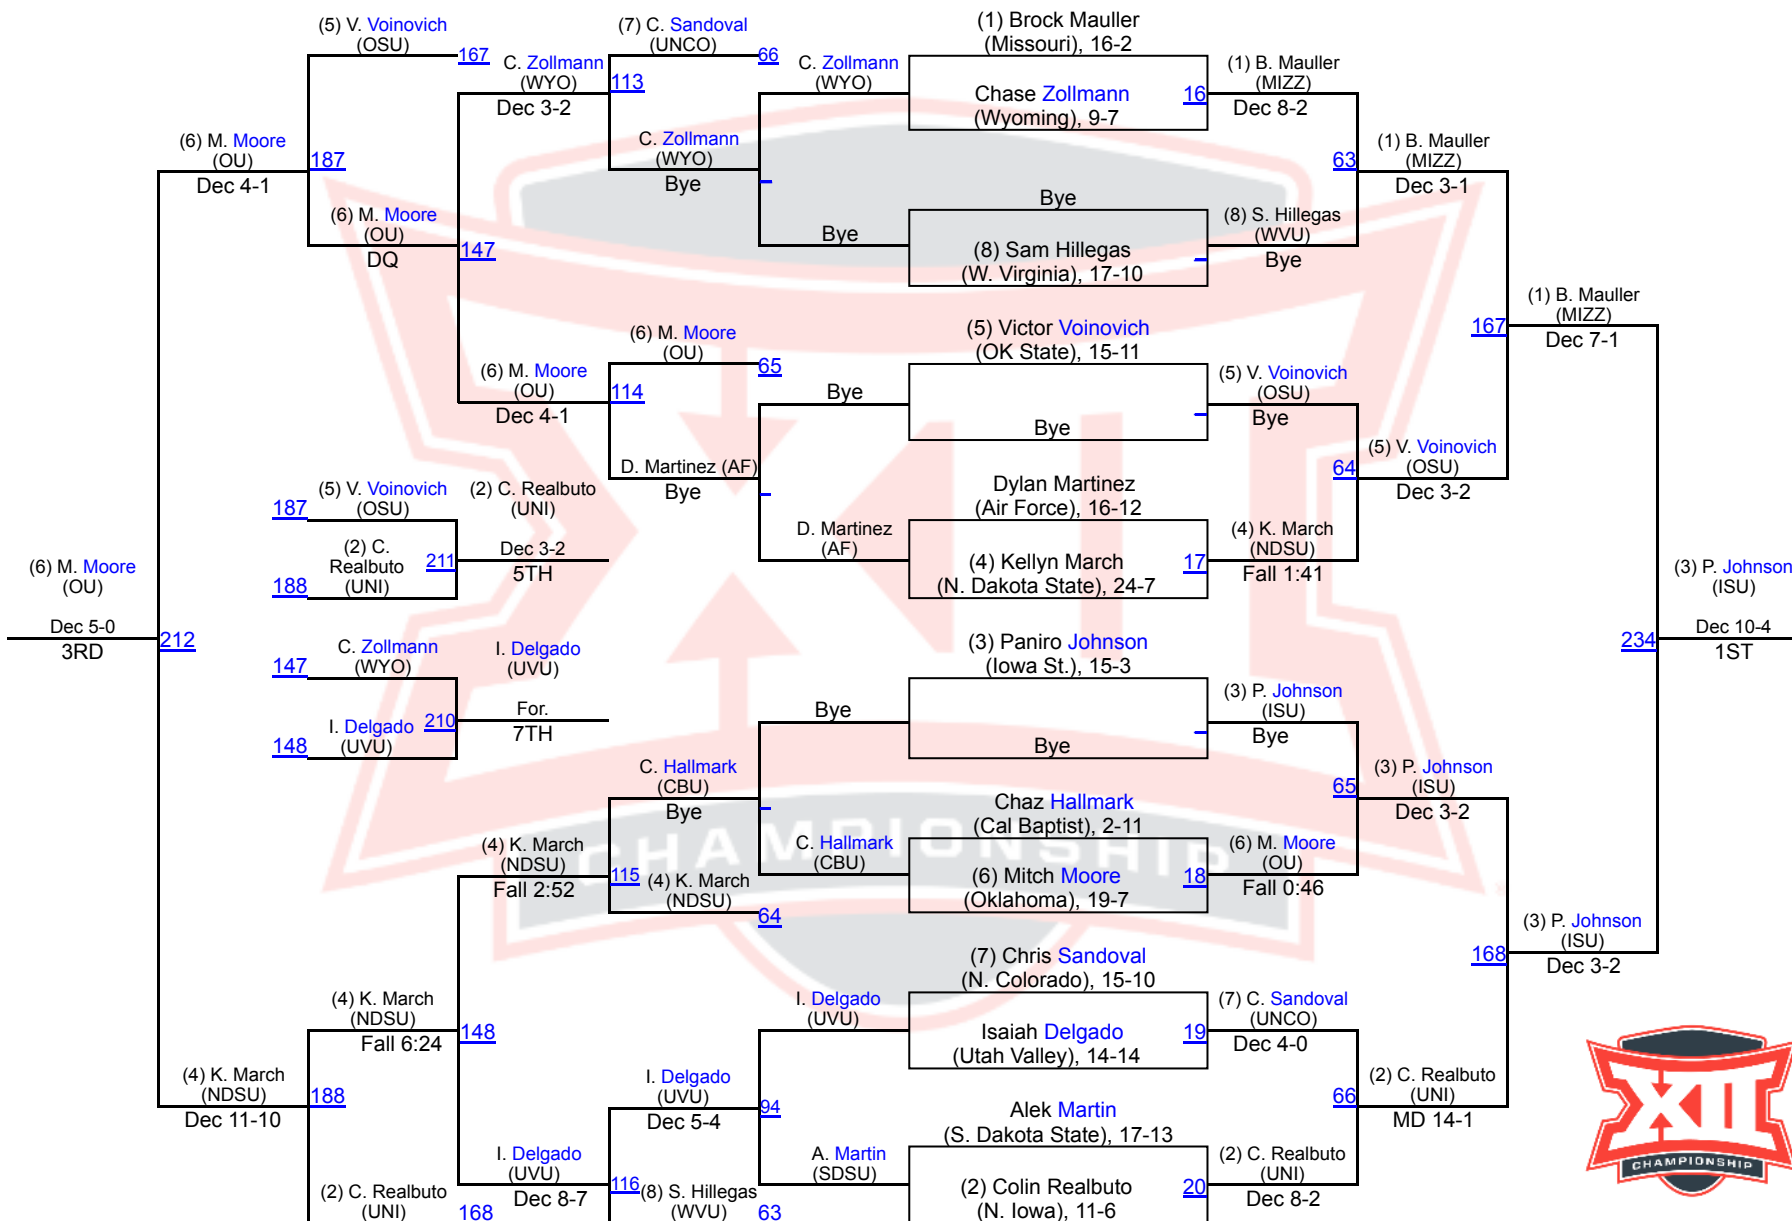 (5) V. Voinovich
(OSU)
167
(7) C. Sandoval
(UNCO)
66
C. Zollmann
(WYO)
Dec 3-2
113
C. Zollmann
(WYO)
(1) Brock Mauller
(Missouri), 16-2
Chase Zollmann
(Wyoming), 9-7
16
(1) B. Mauller
(MIZZ)
Dec 8-2
(6) M. Moore
(OU)
Dec 4-1
187
C. Zollmann
(WYO)
Bye
63
(1) B. Mauller
(MIZZ)
Dec 3-1
(6) M. Moore
(OU)
DQ
147
Bye
Bye
(8) Sam Hillegas
(W. Virginia), 17-10
(8) S. Hillegas
(WVU)
Bye
(1) B. Mauller
(MIZZ)
Dec 7-1
167
(6) M. Moore
(OU)
65
(6) M. Moore
(OU)
Dec 4-1
114
(5) Victor Voinovich
(OK State), 15-11
Bye
Bye
(5) V. Voinovich
(OSU)
Bye
D. Martinez (AF)
Bye
64
(5) V. Voinovich
(OSU)
Dec 3-2
D. Martinez
(AF)
Dylan Martinez
(Air Force), 16-12
(4) Kellyn March
(N. Dakota State), 24-7
17
(4) K. March
(NDSU)
Fall 1:41
187
(5) V. Voinovich
(OSU)
(2) C. Realbuto
(UNI)
188
(2) C.
Realbuto
(UNI)
211
Dec 3-2
5TH
(6) M. Moore
(OU)
Dec 5-0
3RD
212
147
C. Zollmann
(WYO)
I. Delgado
(UVU)
148
I. Delgado
(UVU)
210
For.
7TH
(3) P. Johnson
(ISU)
234
Dec 10-4
1ST
(3) Paniro Johnson
(Iowa St.), 15-3
Bye
Bye
(3) P. Johnson
(ISU)
Bye
C. Hallmark
(CBU)
Bye
65
(3) P. Johnson
(ISU)
Dec 3-2
(4) K. March
(NDSU)
Fall 2:52
115
(4) K. March
(NDSU)
64
C. Hallmark
(CBU)
Chaz Hallmark
(Cal Baptist), 2-11
(6) Mitch Moore
(Oklahoma), 19-7
18
(6) M. Moore
(OU)
Fall 0:46
CHAMPIONSHIP
168
(3) P. Johnson
(ISU)
Dec 3-2
(4) K. March
(NDSU)
Fall 6:24
148
I. Delgado
(UVU)
(7) Chris Sandoval
(N. Colorado), 15-10
Isaiah Delgado
(Utah Valley), 14-14
19
(7) C. Sandoval
(UNCO)
Dec 4-0
(4) K. March
(NDSU)
Dec 11-10
188
I. Delgado
(UVU)
Dec 5-4
94
66
(2) C. Realbuto
(UNI)
MD 14-1
(2) C. Realbuto
(UNI)
168
I. Delgado
(UVU)
Dec 8-7
116
(8) S. Hillegas
(WVU)
63
A. Martin
(SDSU)
Alek Martin
(S. Dakota State), 17-13
(2) Colin Realbuto
(N. Iowa), 11-6
20
(2) C. Realbuto
(UNI)
Dec 8-2
XII
CHAMPIONSHIP